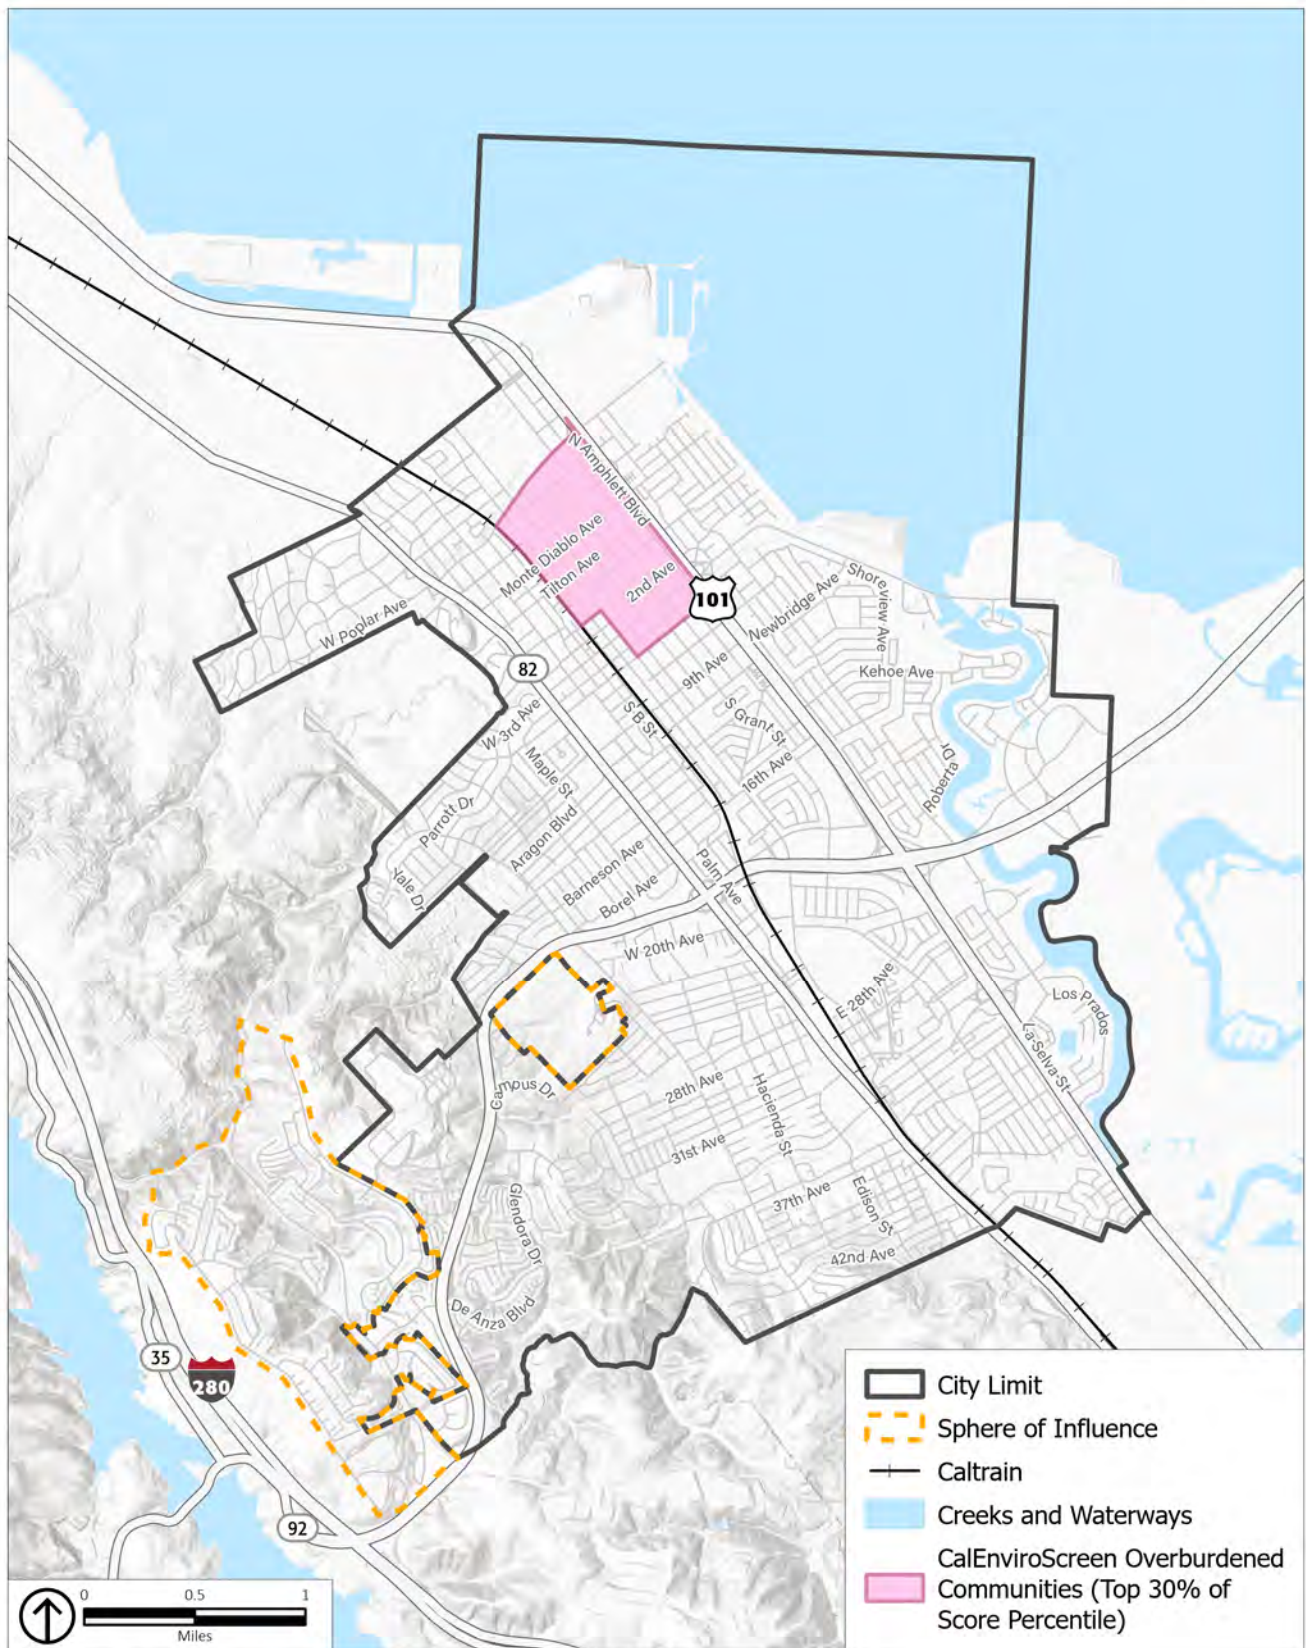 N Amphlett Blvd
Monte Diablo Ave
Tilton Ave
2nd Ave
101
Newbridge Ave
Shoreview Ave
W Poplar Ave
82
9th Ave
Kehoe Ave
W 3rd Ave
S B St
S Grant St
Maple St
16th Ave
Roberta Dr
Parrott Dr
Aragon Blvd
Yale Dr
Barneson Ave
Palm Ave
Borel Ave
W 20th Ave
E 28th Ave
Los Prados
La Selva St
Campus Dr
28th Ave
Hacienda St
31st Ave
Glendora Dr
37th Ave
Edison St
42nd Ave
De Anza Blvd
35
280
92
City Limit
Sphere of Influence
Caltrain
Creeks and Waterways
CalEnviroScreen Overburdened
Communities (Top 30% of
Score Percentile)
0 0.5 1
Miles